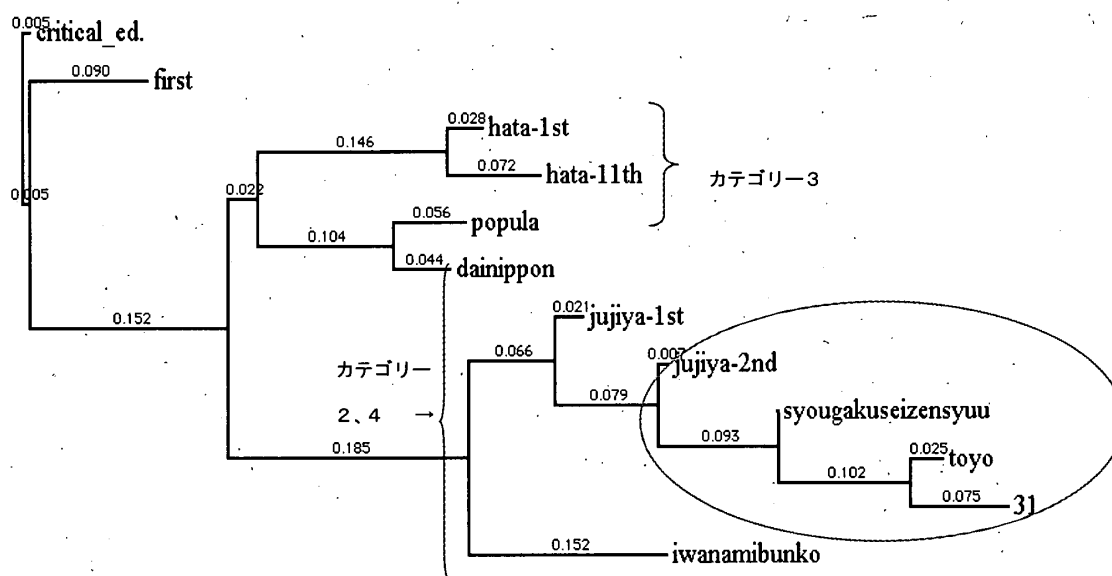 0.005
critical_ed.
0.090
first
0.028
hata-1st
0.146
0.072
hata-11th
カテゴリー３
0.005
0.022
0.056
popula
0.104
0.044
dainippon
0.021
jujiya-1st
0.152
0.066
0.007
jujiya-2nd
カテゴリー
２、４ →
0.079
syougakuseizensyuu
0.093
0.025
toyo
0.185
0.102
0.075
31
0.152
iwanamibunko